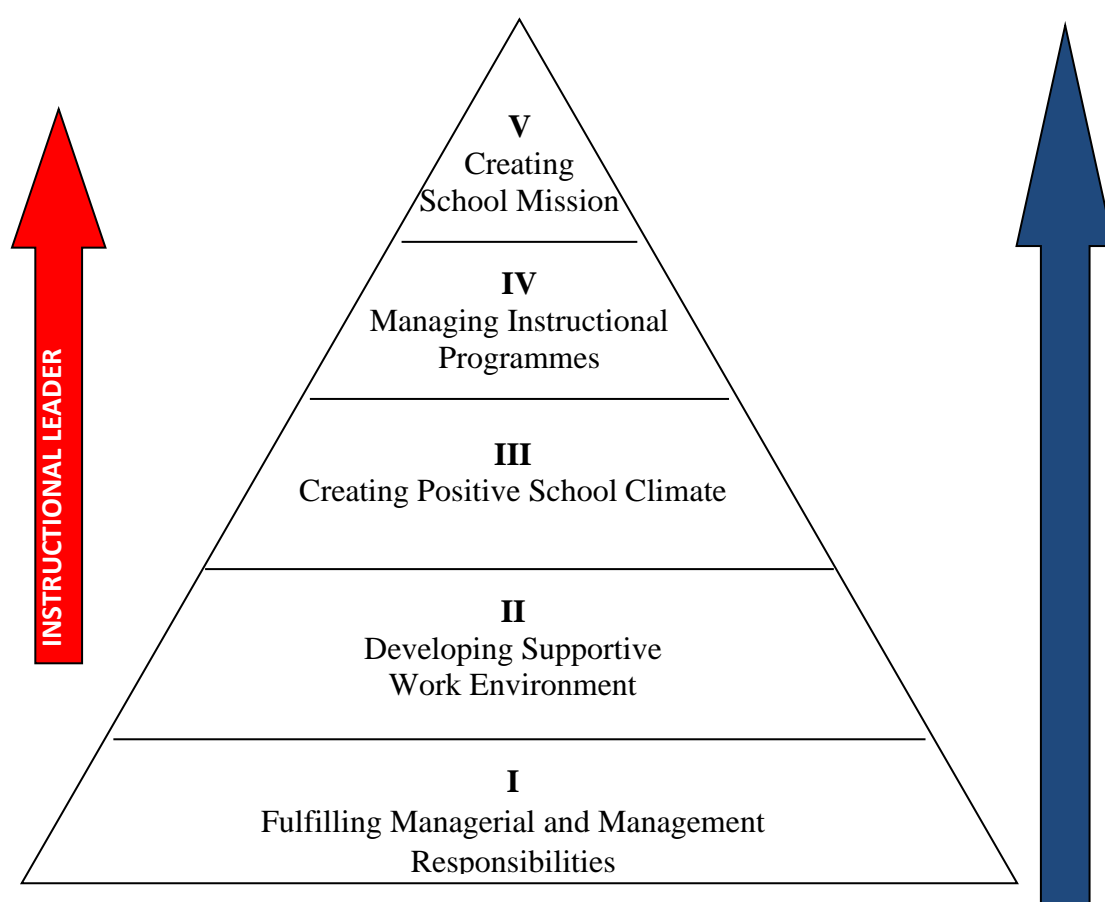 V
Creating
School Mission
IV
Managing Instructional
Programmes
III
Creating Positive School Climate
II
Developing Supportive
Work Environment
I
Fulfilling Managerial and Management
Responsibilities
INSTRUCTIONAL LEADER